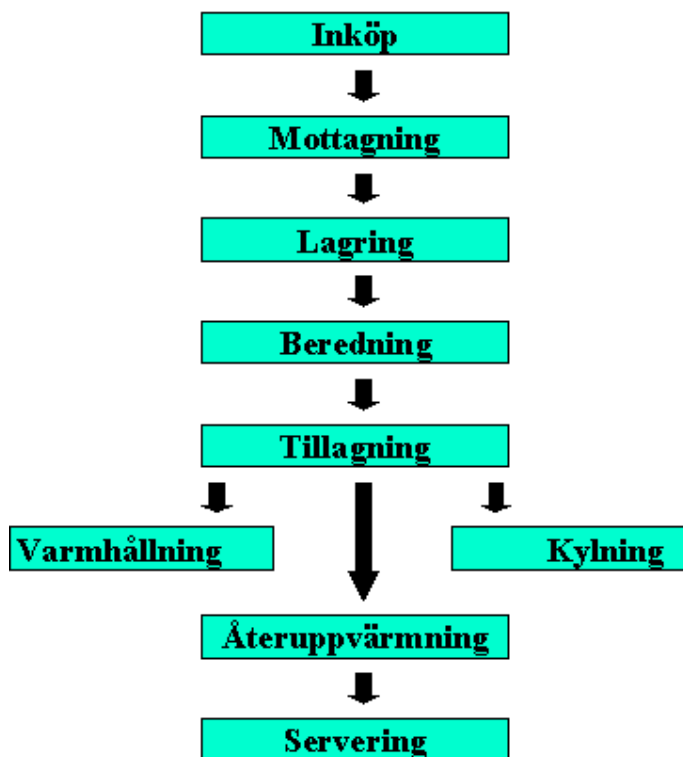 Inköp
Mottagning
Lagring
Beredning
Tillagning
Varmhållning
Kylning
Återuppvärmning
Servering